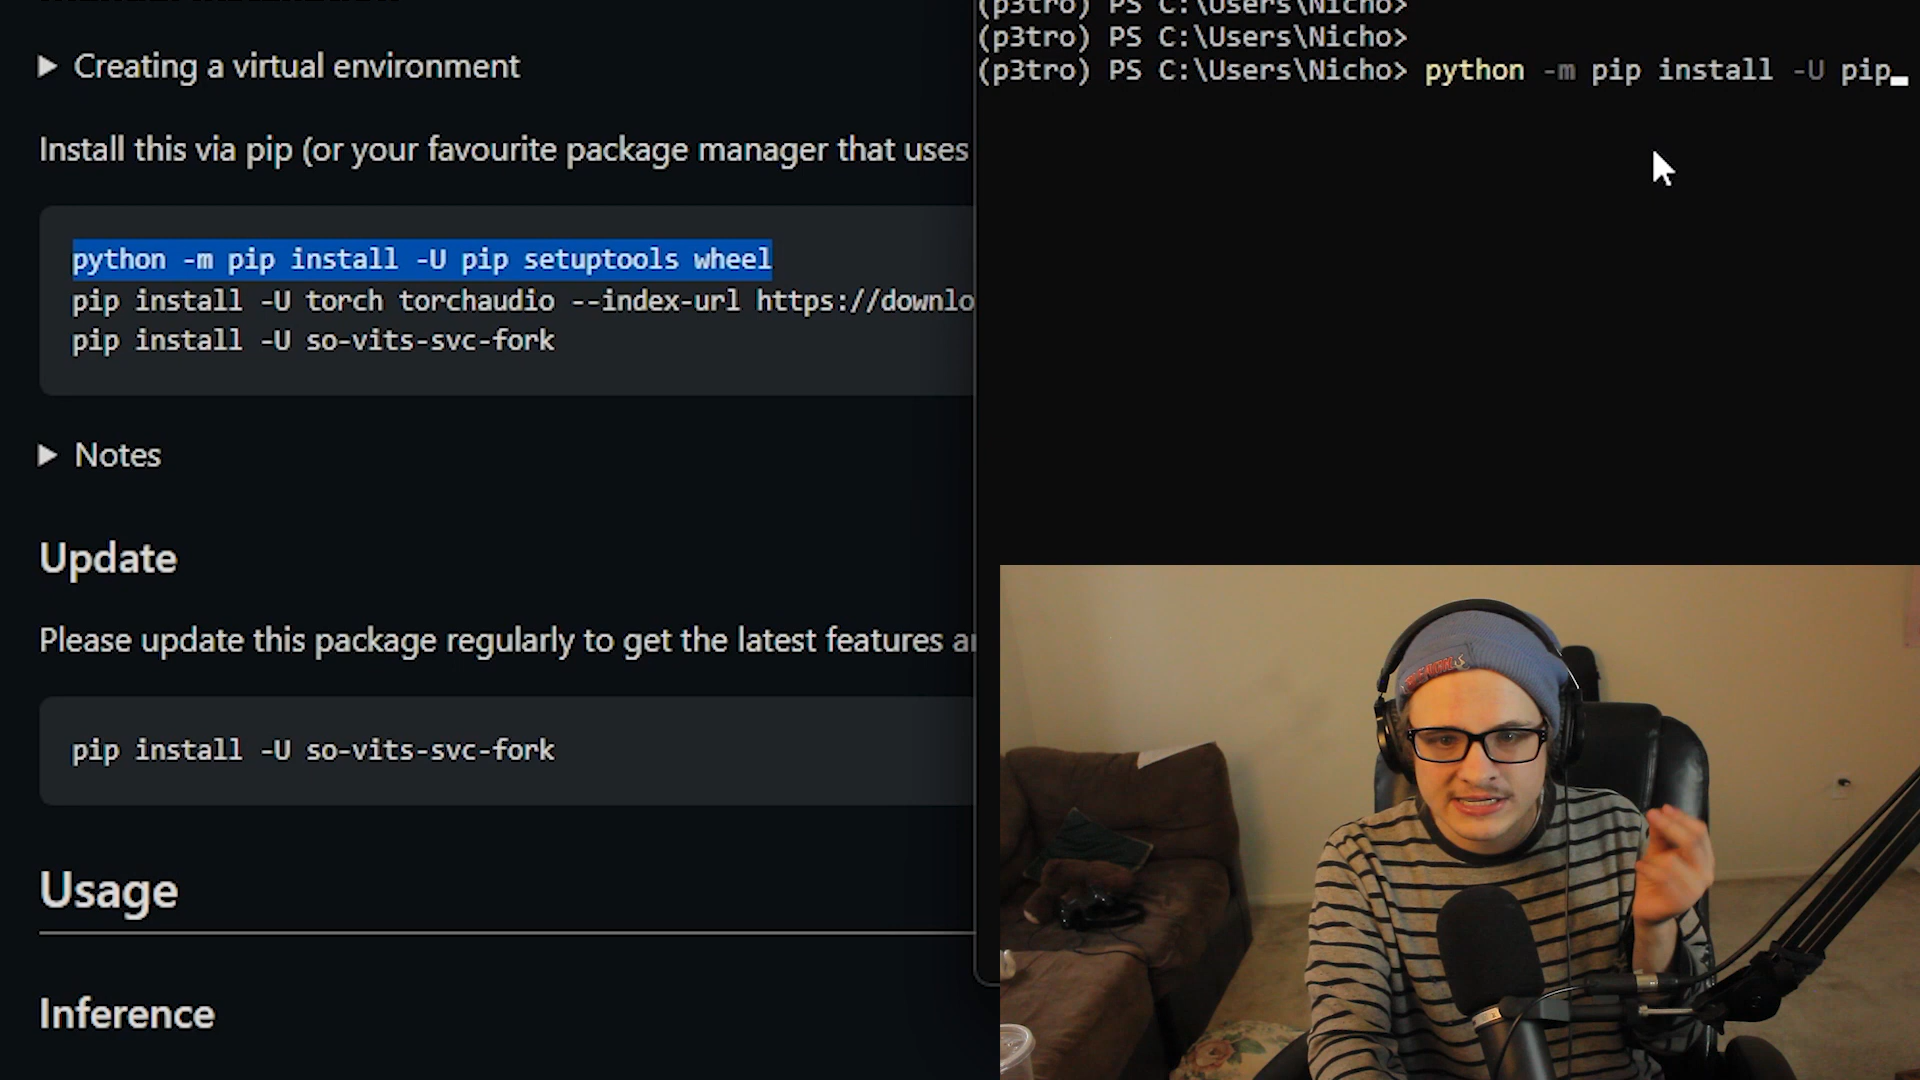 Creating a virtual environment
Install this via pip (or your favourite package manager that uses
python -m pip install -U pip setuptools wheel
pip install -U torch torchaudio --index-url https://downlo
pip install -U so-vits-svc-fork
Notes
Update
Please update this package regularly to get the latest features
pip install -U so-vits-svc-fork
Usage
Inference
(p3tro) PS C:\Users\Nicho>
(p3tro) PS C:\Users\Nicho>
(p3tro) PS C:\Users\Nicho> python -m pip install -U pip